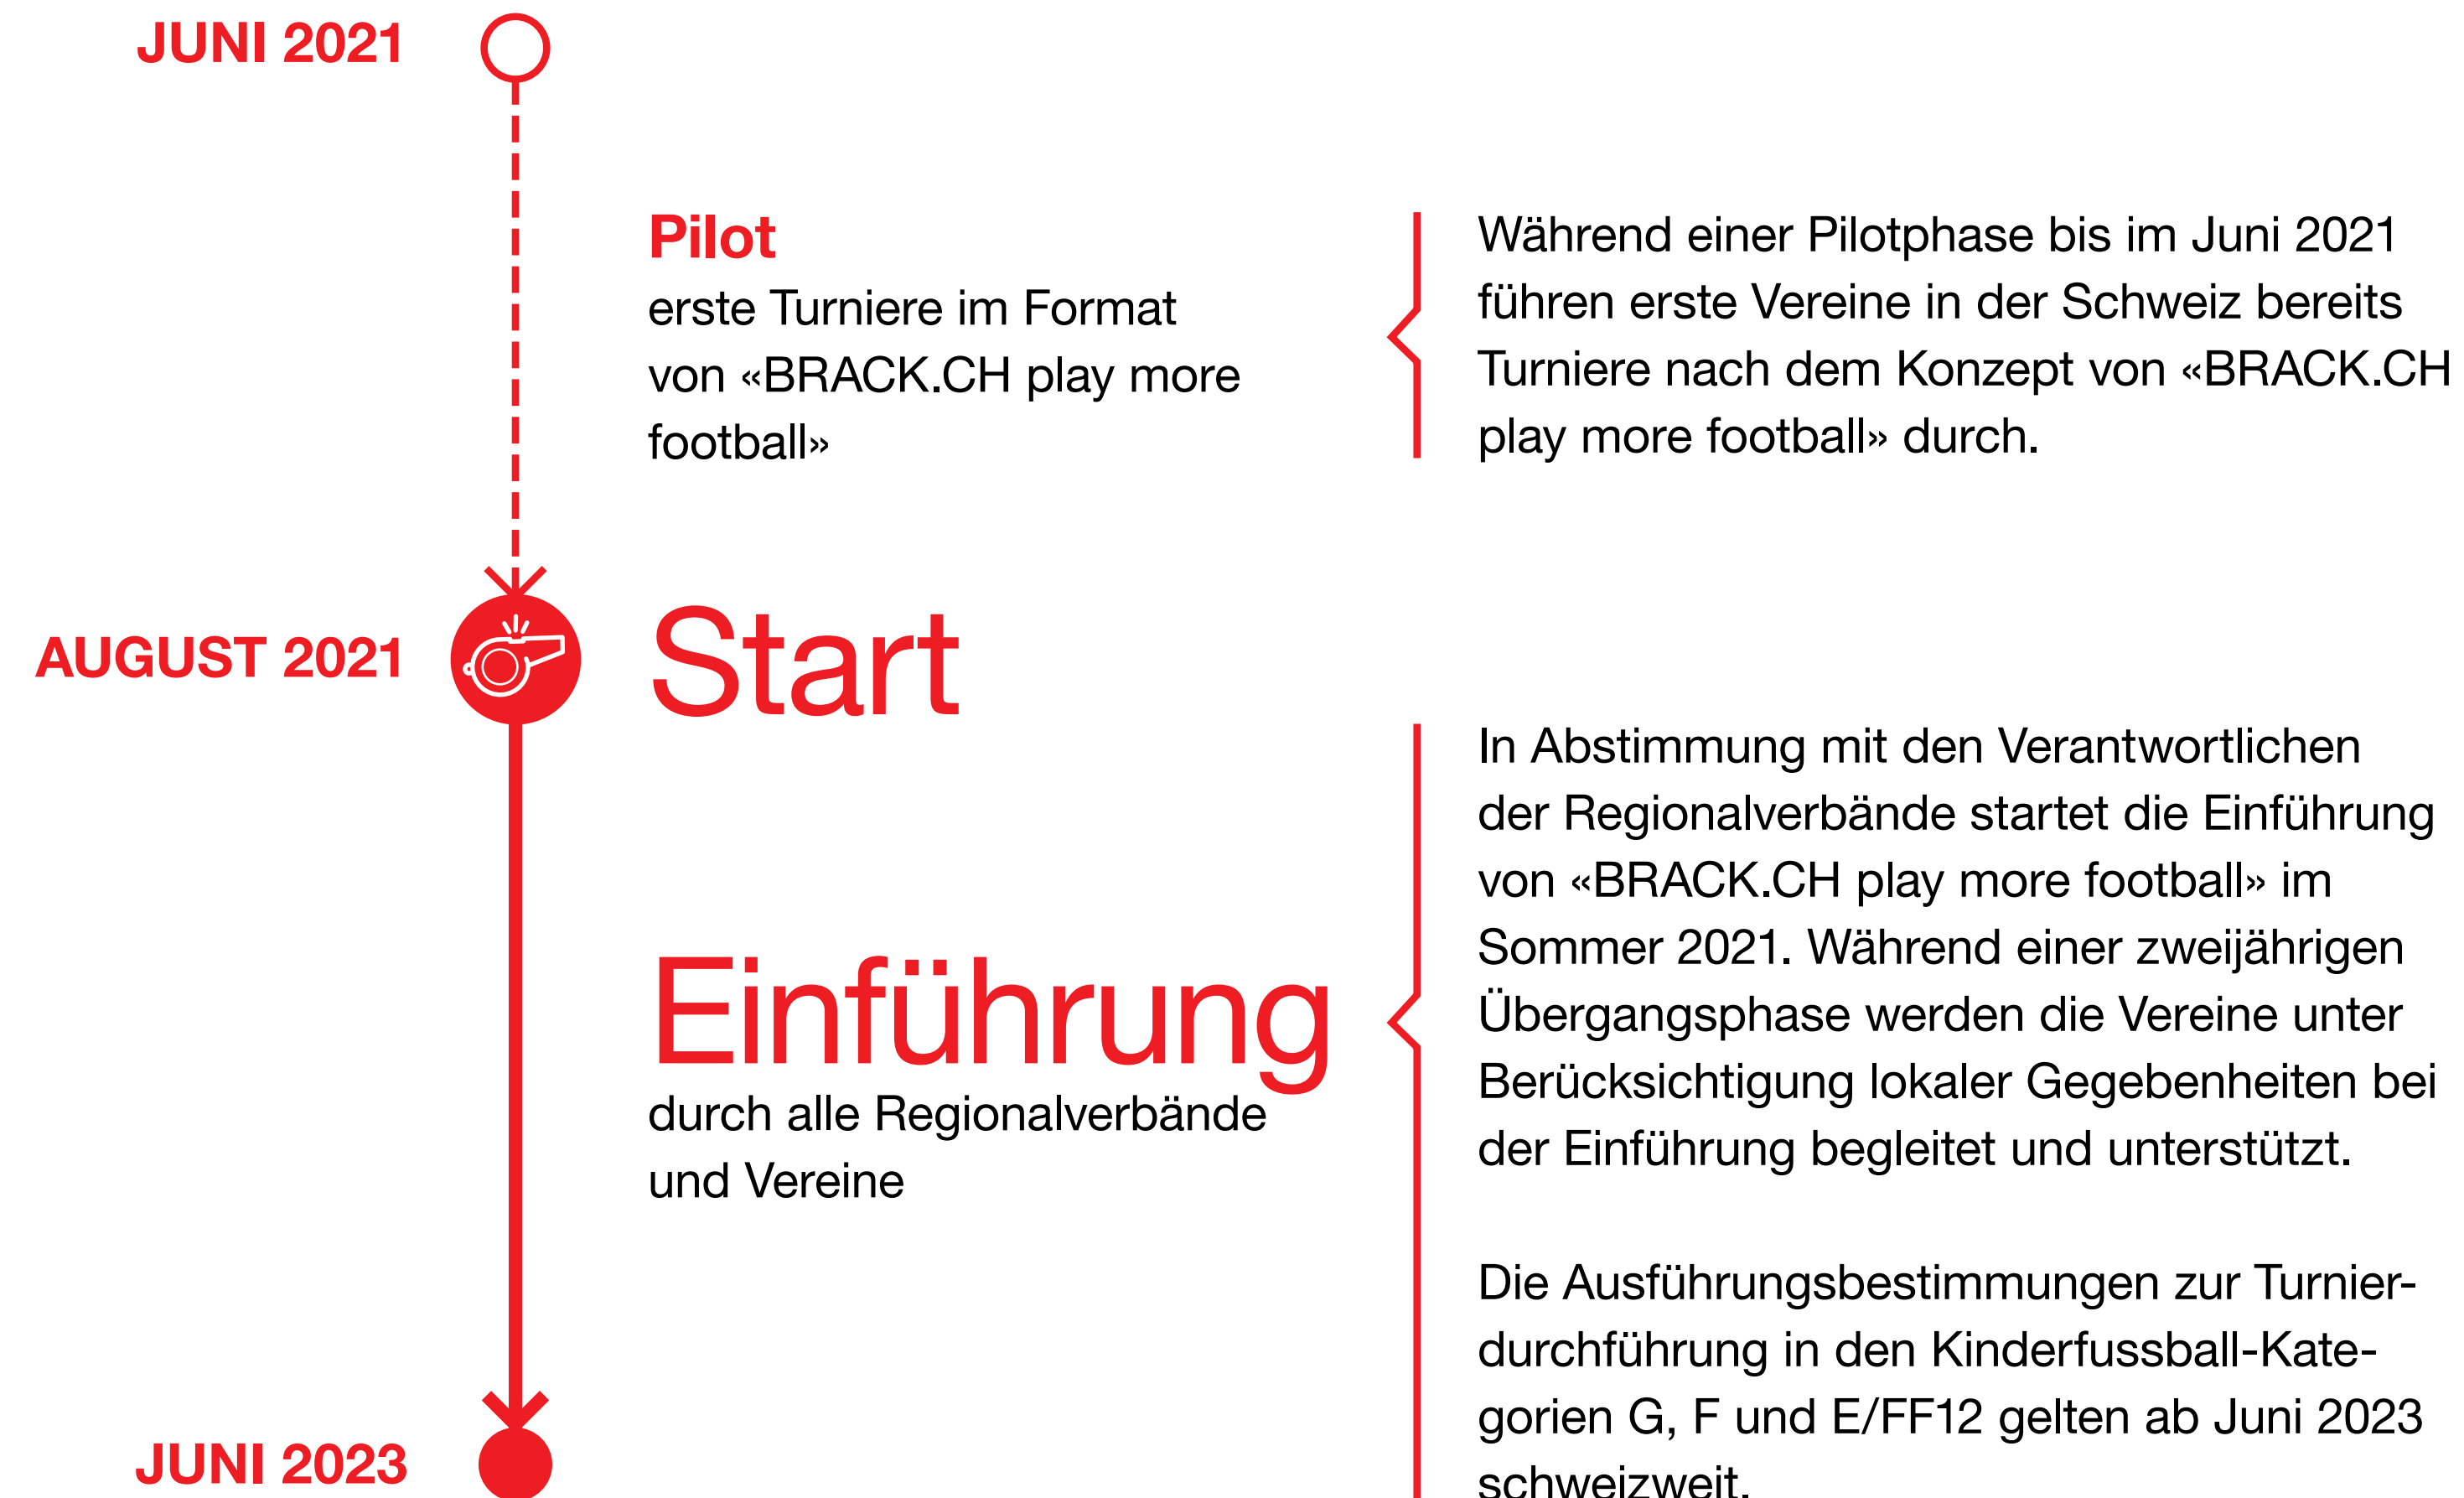 JUNI 2021
Pilot
erste Turniere im Format
von «BRACK.CH play more
football»
Während einer Pilotphase bis im Juni 2021
führen erste Vereine in der Schweiz bereits
Turniere nach dem Konzept von «BRACK.CH
play more football» durch.
AUGUST 2021
Start
Einführung
durch alle Regionalverbände
und Vereine
In Abstimmung mit den Verantwortlichen
der Regionalverbände startet die Einführung
von «BRACK.CH play more football» im
Sommer 2021. Während einer zweijährigen
Übergangsphase werden die Vereine unter
Berücksichtigung lokaler Gegebenheiten bei
der Einführung begleitet und unterstützt.
Die Ausführungsbestimmungen zur Turnier-
durchführung in den Kinderfussball-Kate-
gorien G, F und E/FF12 gelten ab Juni 2023
schweizweit.
JUNI 2023